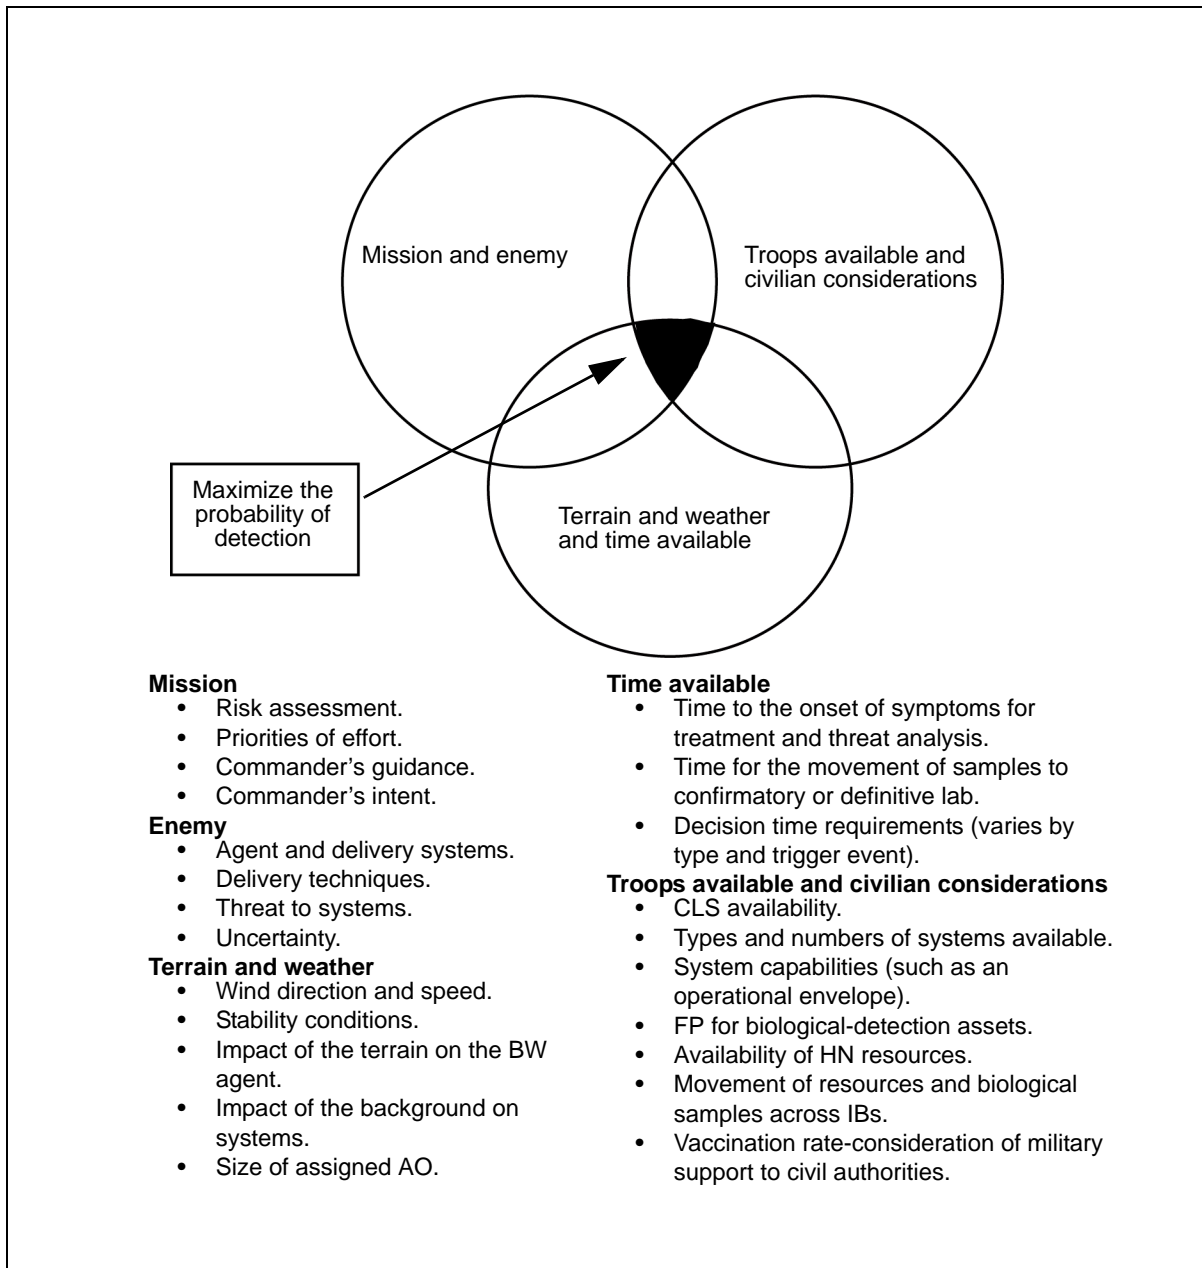 Mission and enemy
Troops available and
civilian considerations
Maximize the
probability of
detection
Terrain and weather
and time available
Mission
• Risk assessment.
• Priorities of effort.
• Commander’s guidance.
• Commander’s intent.
Enemy
• Agent and delivery systems.
• Delivery techniques.
• Threat to systems.
• Uncertainty.
Terrain and weather
• Wind direction and speed.
• Stability conditions.
• Impact of the terrain on the BW
agent.
• Impact of the background on
systems.
• Size of assigned AO.
Time available
• Time to the onset of symptoms for
treatment and threat analysis.
• Time for the movement of samples to
confirmatory or definitive lab.
• Decision time requirements (varies by
type and trigger event).
Troops available and civilian considerations
• CLS availability.
• Types and numbers of systems available.
• System capabilities (such as an
operational envelope).
• FP for biological-detection assets.
• Availability of HN resources.
• Movement of resources and biological
samples across IBs.
• Vaccination rate-consideration of military
support to civil authorities.